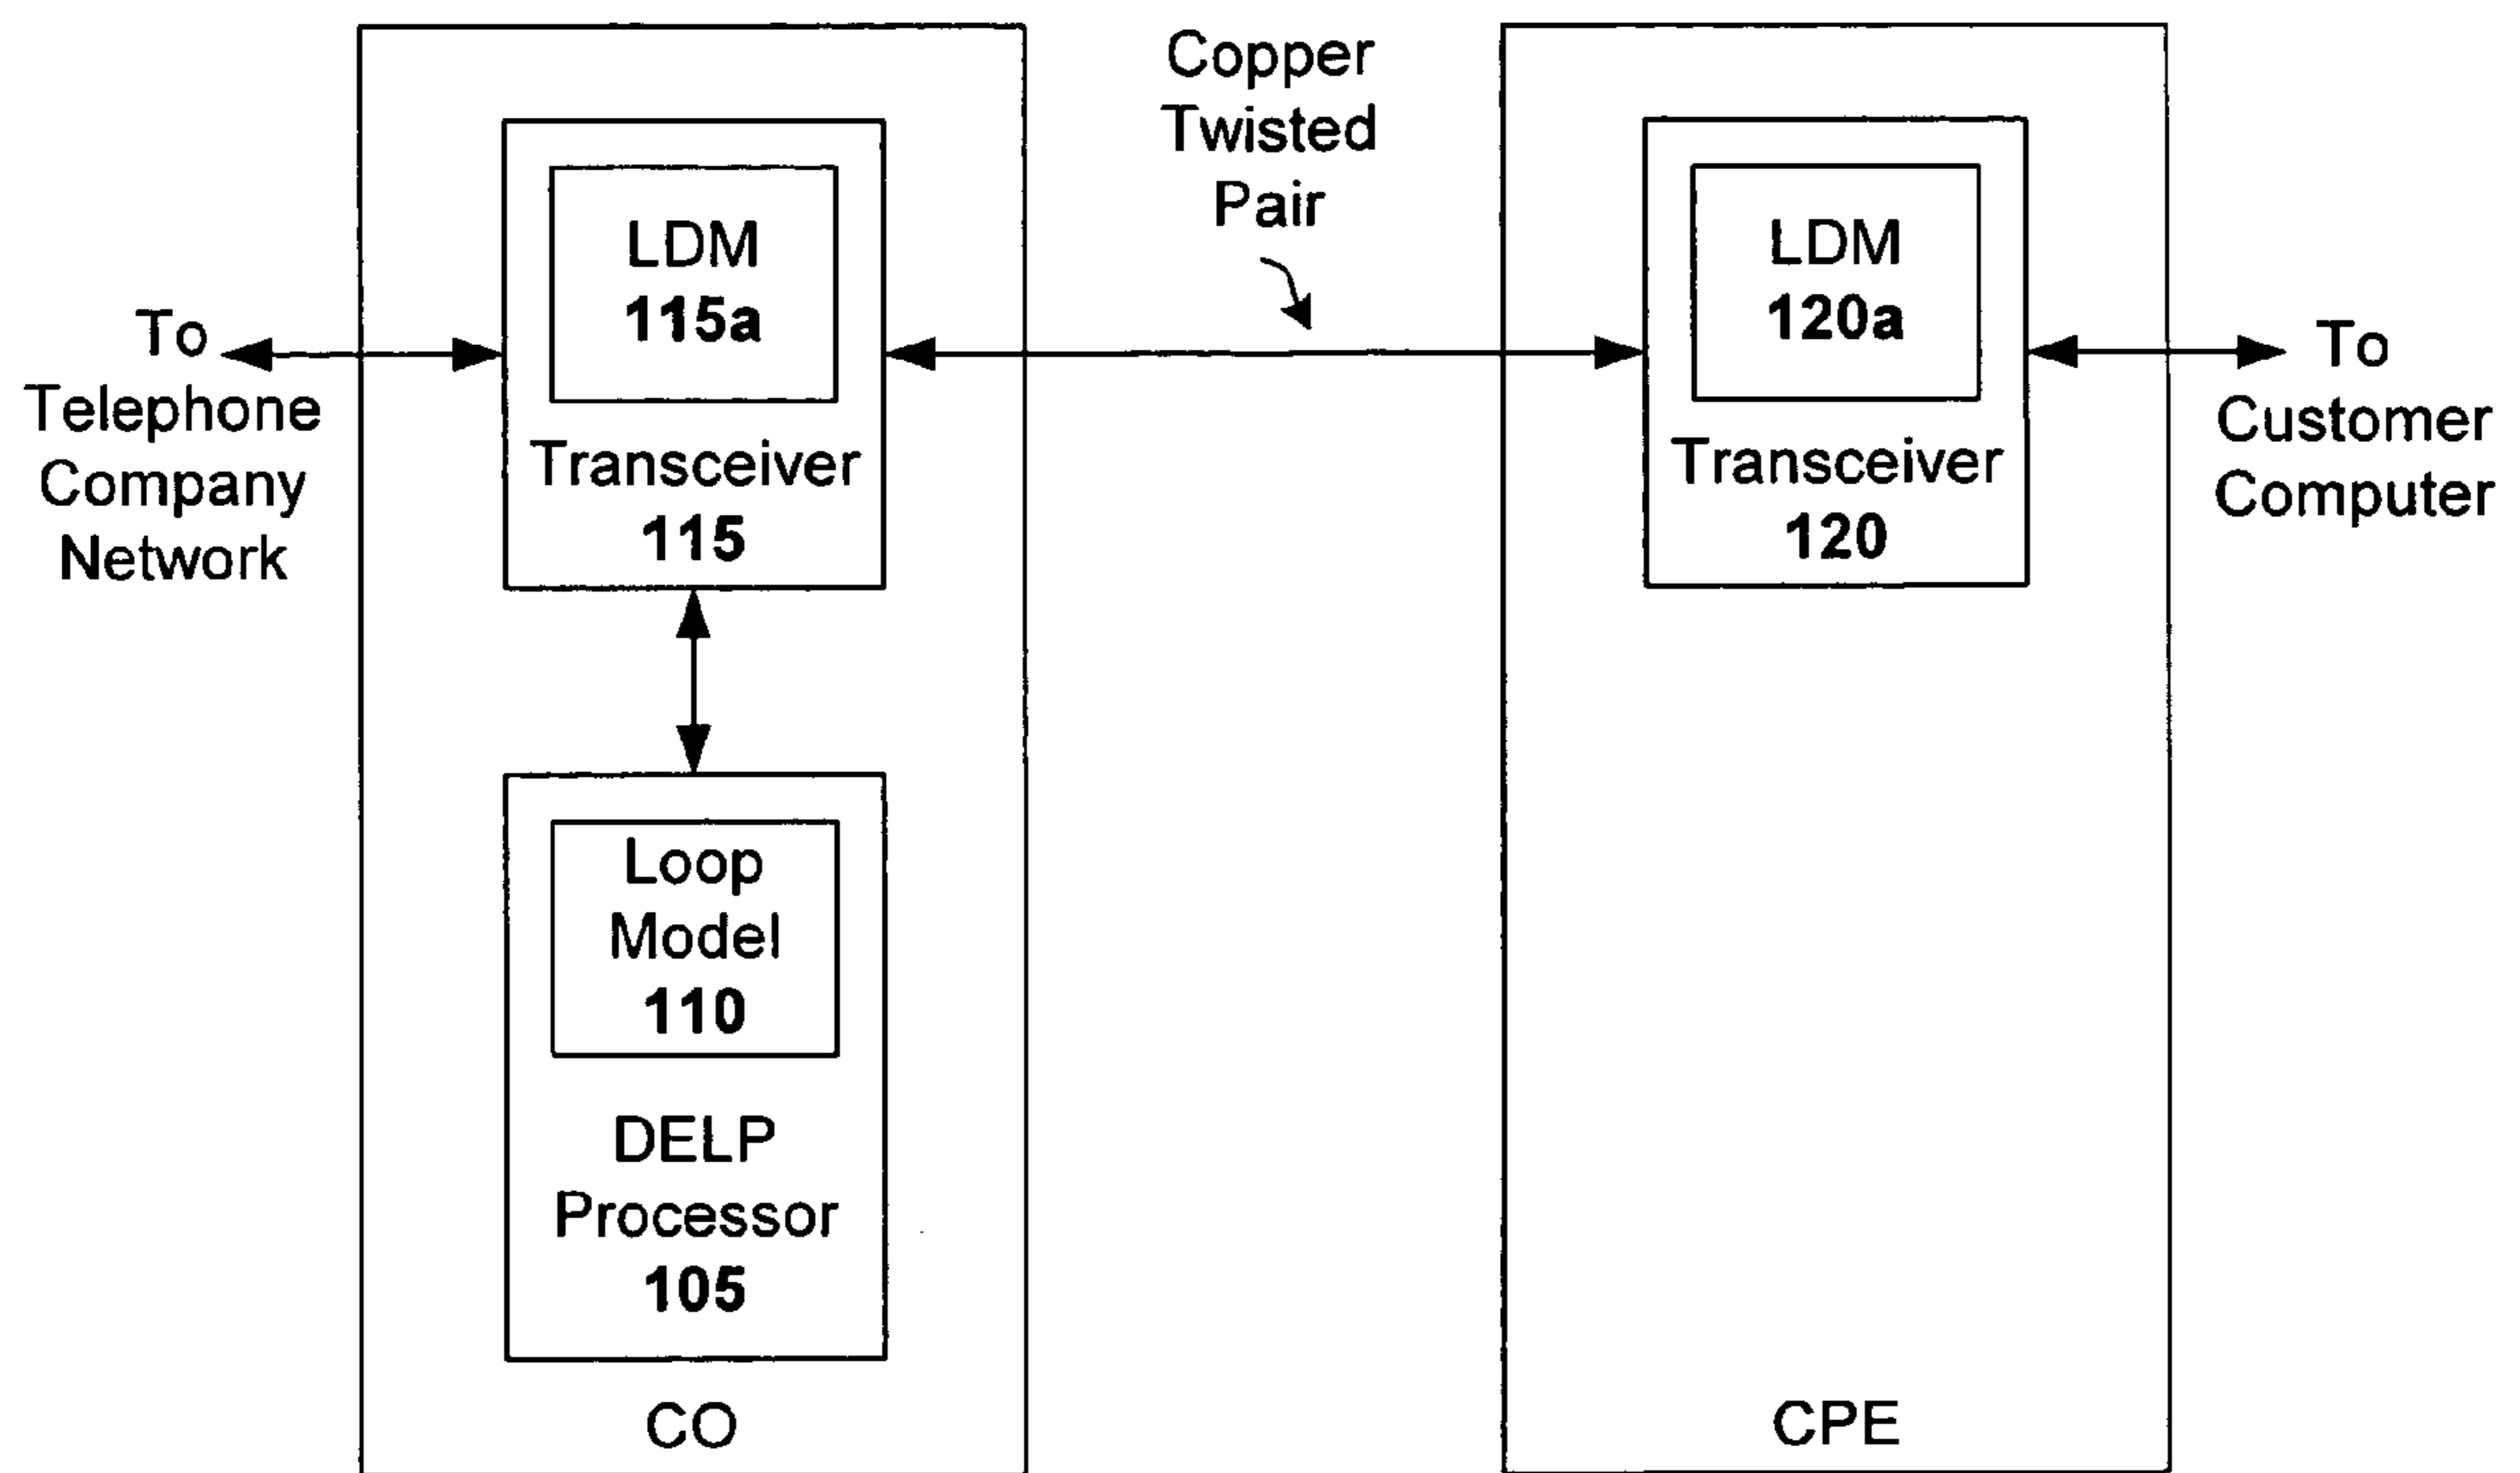 To
Telephone
Company
Network
LDM
115a
Transceiver
115
Loop
Model
110
DELP
Processor
105
CO
Copper
Twisted
Pair
LDM
120a
Transceiver
120
CPE
To
Customer
Computer